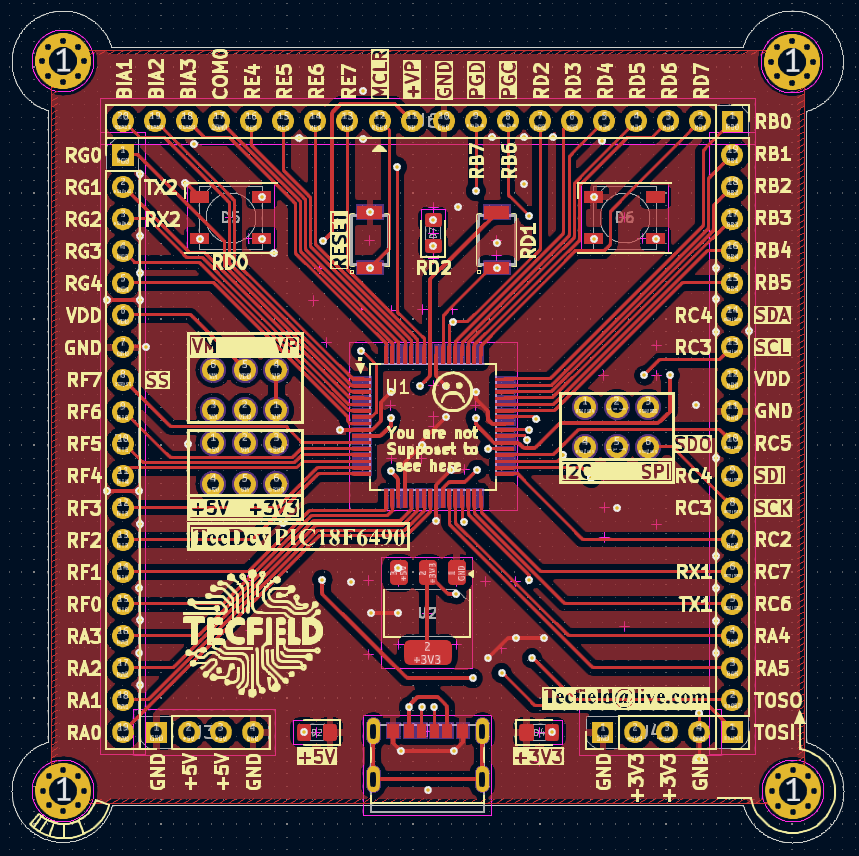 1 1
BIA1 BIA2 BIA3 COM0 RE4 RE5 RE6 RE7 MCLR +VP GND PGD PGC RD2 RD3 RD4 RD5 RD6 RD7
RB0
RG0 RB7 RB6 RB1
RG1 TX2 RB2
RG2 RX2 D5 RESET RD1 D6 RB3
RG3 RD0 RD2 RB4
RG4 RB5
VDD RC4 SDA
GND VM VP RC3 SCL
RF7 SS U1 VDD
RF6 GND
RF5 You are not SDO RC5
Supposet to
RF4 see here I2C SPI RC4 SDI
RF3 +5V +3V3 RC3 SCK
RF2 TecDev PIC18F6490 RC2
RF1 RX1 RC7
RF0 U2 TX1 RC6
RA3 TECFIELD RA4
RA2 2 +3V3 RA5
RA1 Tecfield@live.com TOSO
RA0 TOSI
+5V +3V3
GND +5V +5V GND GND +3V3 +3V3 GND
1 1